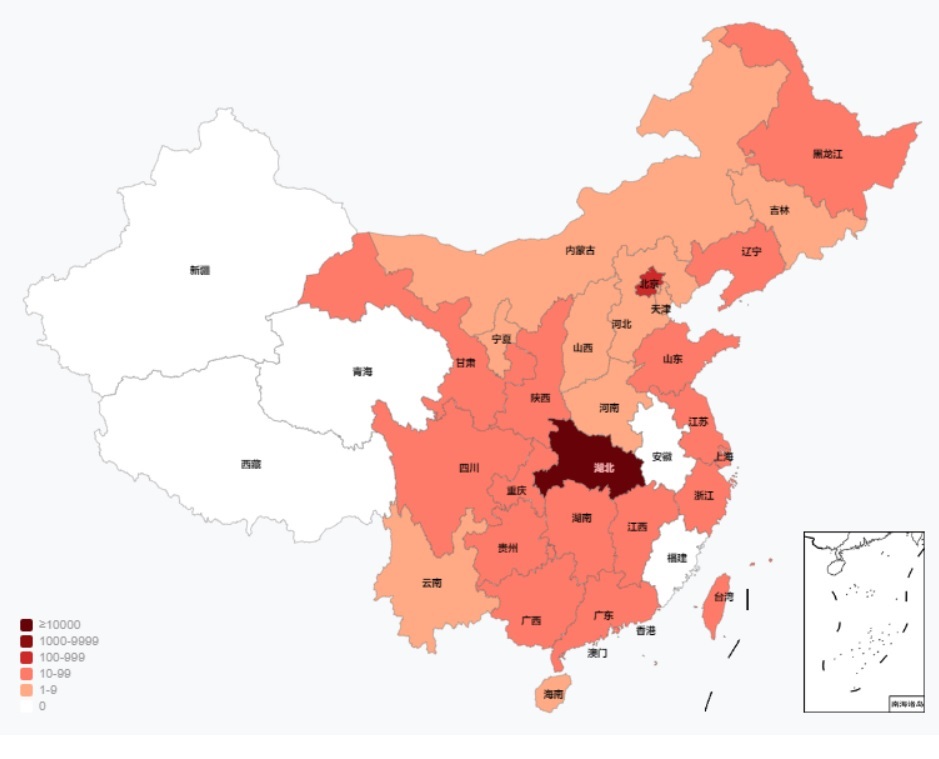 黑龙江
吉林
辽宁
内蒙古
新疆
北京
天津
河北
宁夏
山西
山东
甘肃
青海
陕西
河南
江苏
上海
安徽
西藏
四川
湖北
重庆
浙江
湖南
江西
贵州
福建
云南
台湾
广西
广东
香港
澳门
海南
≥10000
1000-9999
100-999
10-99
1-9
0
南海诸岛